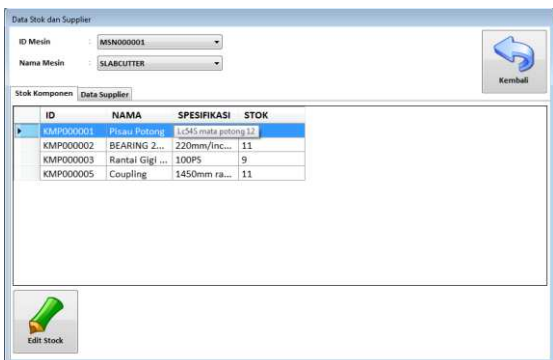 Data Stok dan Supplier
ID Mesin : MSN000001
Nama Mesin : SLABCUTTER
Kembali
Stok Komponen Data Supplier
ID NAMA SPESIFIKASI STOK
KMP000001 Pisau Potong Lc545 mata potong 12
KMP000002 BEARING 2... 220mm/inc... 11
KMP000003 Rantai Gigi ... 100PS 9
KMP000005 Coupling 1450mm ra... 11
Edit Stock